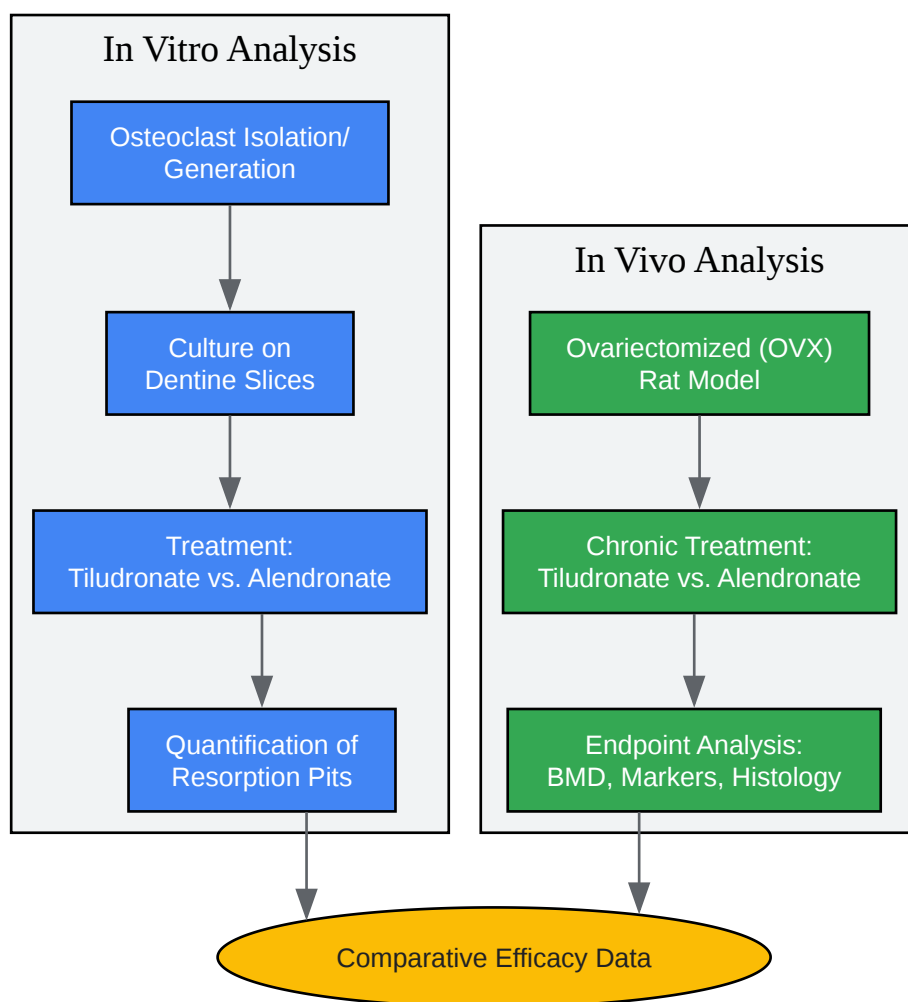 In Vitro Analysis
Osteoclast Isolation/
Generation
Culture on
Dentine Slices
Treatment:
Tiludronate vs. Alendronate
Quantification of
Resorption Pits
In Vivo Analysis
Ovariectomized (OVX)
Rat Model
Chronic Treatment:
Tiludronate vs. Alendronate
Endpoint Analysis:
BMD, Markers, Histology
Comparative Efficacy Data